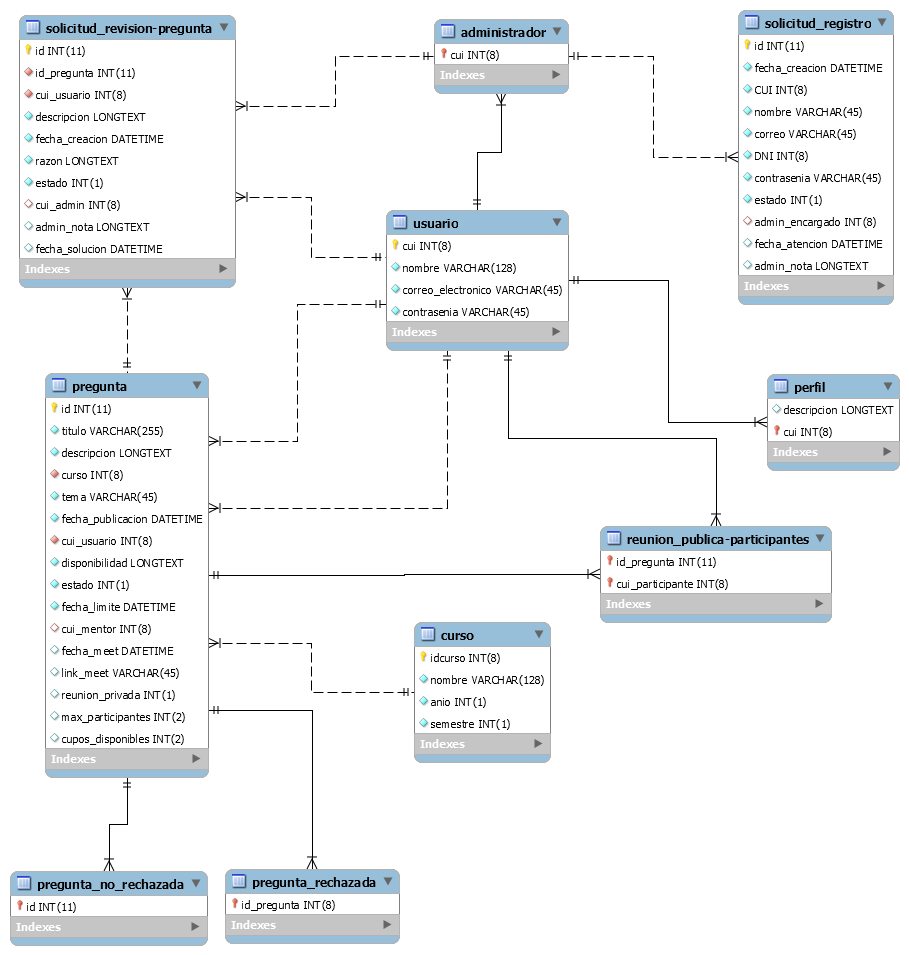 solicitud_revision-pregunta
id INT(11)
id_pregunta INT(11)
cui_usuario INT(8)
descripcion LONGTEXT
fecha_creacion DATETIME
razon LONGTEXT
estado INT(1)
cui_admin INT(8)
admin_nota LONGTEXT
fecha_solucion DATETIME
Indexes
administrador
cui INT(8)
Indexes
solicitud_registro
id INT(11)
fecha_creacion DATETIME
CUI INT(8)
nombre VARCHAR(45)
correo VARCHAR(45)
DNI INT(8)
contrasenia VARCHAR(45)
estado INT(1)
admin_encargado INT(8)
fecha_atencion DATETIME
admin_nota LONGTEXT
Indexes
usuario
cui INT(8)
nombre VARCHAR(128)
correo_electronico VARCHAR(45)
contrasenia VARCHAR(45)
Indexes
pregunta
id INT(11)
titulo VARCHAR(255)
descripcion LONGTEXT
curso INT(8)
tema VARCHAR(45)
fecha_publicacion DATETIME
cui_usuario INT(8)
disponibilidad LONGTEXT
estado INT(1)
fecha_limite DATETIME
cui_mentor INT(8)
fecha_meet DATETIME
link_meet VARCHAR(45)
reunion_privada INT(1)
max_participantes INT(2)
cupos_disponibles INT(2)
Indexes
perfil
descripcion LONGTEXT
cui INT(8)
Indexes
reunion_publica-participantes
id_pregunta INT(11)
cui_participante INT(8)
Indexes
curso
idcurso INT(8)
nombre VARCHAR(128)
anio INT(1)
semestre INT(1)
Indexes
pregunta_no_rechazada
id INT(11)
Indexes
pregunta_rechazada
id_pregunta INT(8)
Indexes